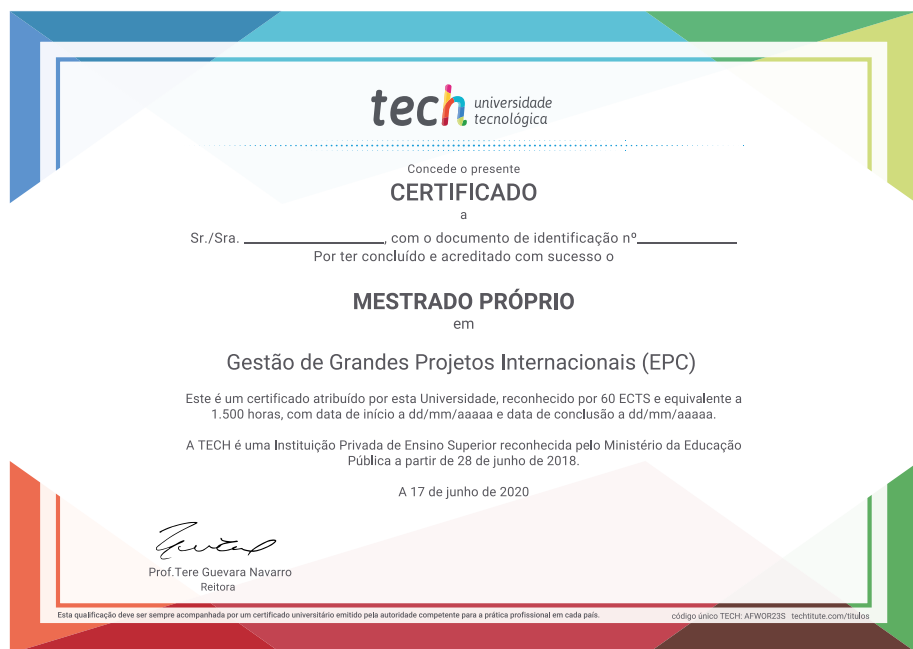 tech universidade
tecnológica
Concede o presente
CERTIFICADO
a
Sr./Sra. ____________________, com o documento de identificação nº______________
Por ter concluído e acreditado com sucesso o
MESTRADO PRÓPRIO
em
Gestão de Grandes Projetos Internacionais (EPC)
Este é um certificado atribuído por esta Universidade, reconhecido por 60 ECTS e equivalente a
1.500 horas, com data de início a dd/mm/aaaaa e data de conclusão a dd/mm/aaaaa.
A TECH é uma Instituição Privada de Ensino Superior reconhecida pelo Ministério da Educação
Pública a partir de 28 de junho de 2018.
A 17 de junho de 2020
Prof.Tere Guevara Navarro
Reitora
Esta qualificação deve ser sempre acompanhada por um certificado universitário emitido pela autoridade competente para a prática profissional em cada país.
código único TECH: AFWOR23S techtitute.com/titulos